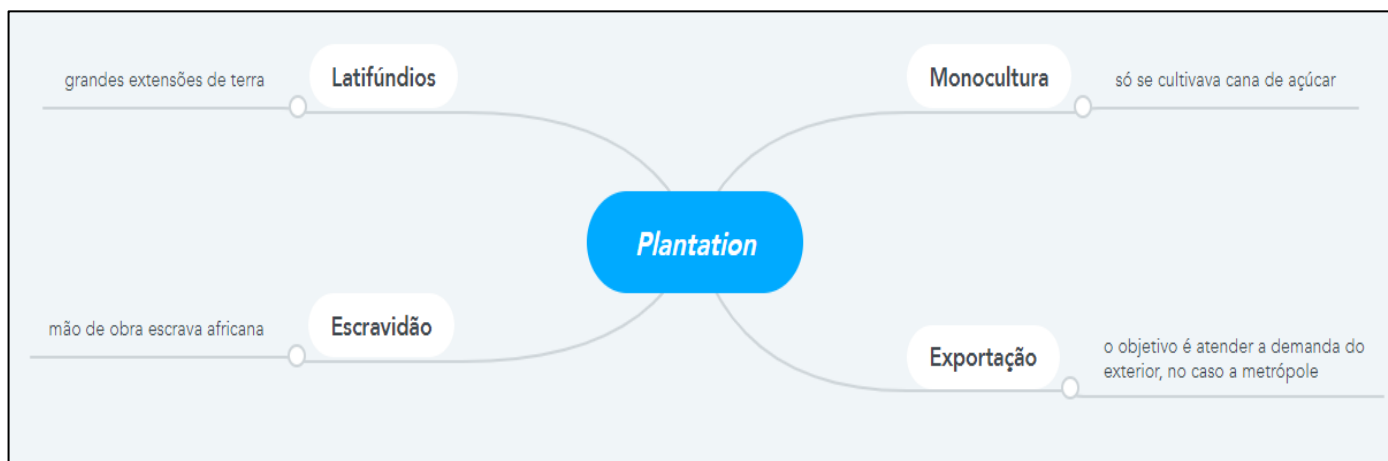 grandes extensões de terra
Latifúndios
Monocultura
só se cultivava cana de açúcar
Plantation
mão de obra escrava africana
Escravidão
Exportação
o objetivo é atender a demanda do
exterior, no caso a metrópole